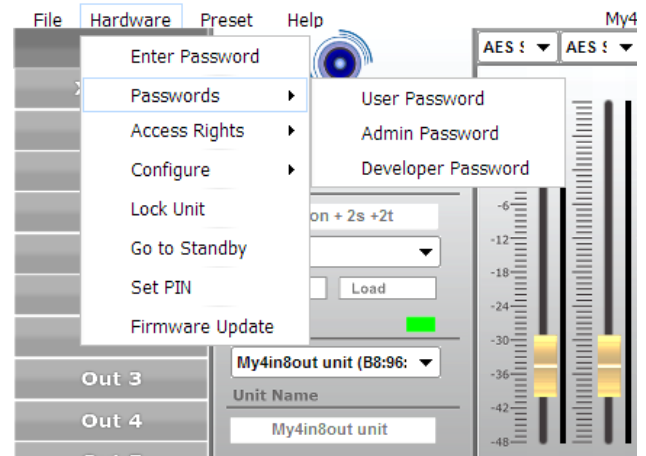 File Hardware Preset Help My4
AES AES
Enter Password
Passwords
User Password
Access Rights
Admin Password
Configure
Developer Password
Lock Unit
on + 2s +2t
-6
Go to Standby
-12
-18
Set PIN
Load
-24
Firmware Update
-30
My4in8out unit (B8:96:
Out 3
-36
Unit Name
Out 4
My4in8out unit
-42
-48